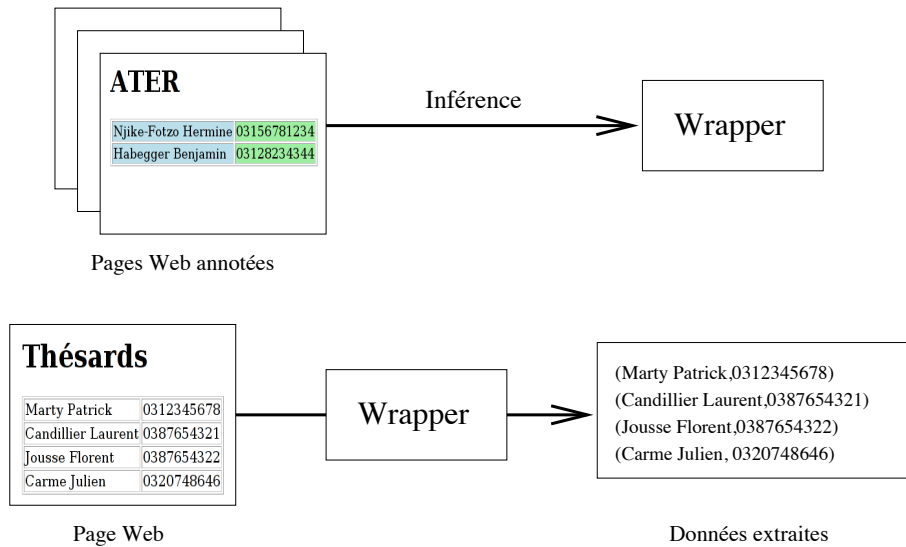 ATER
Njike-Fotzo Hermine 03156781234
Habegger Benjamin 03128234344
Inférence
Wrapper
Pages Web annotées
Thésards
Marty Patrick 0312345678
Candillier Laurent 0387654321
Jousse Florent 0387654322
Carme Julien 0320748646
Page Web
Wrapper
(Marty Patrick,0312345678)
(Candillier Laurent,0387654321)
(Jousse Florent,0387654322)
(Carme Julien, 0320748646)
Données extraites